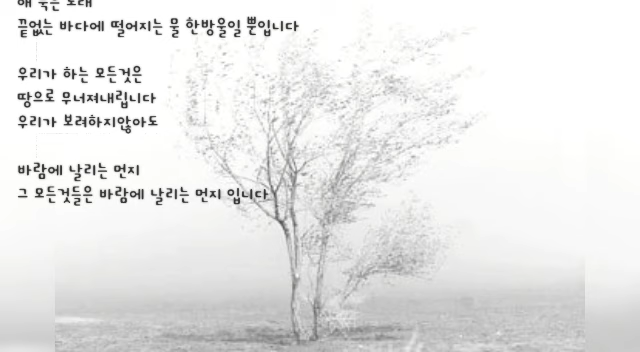 끝없는 바다에 떨어지는 물 한방울일 뿐입니다
우리가 하는 모든것은
땅으로 무너져내립니다
우리가 보려하지않아도
바람에 날리는 먼지
그 모든것들은 바람에 날리는 먼지 입니다